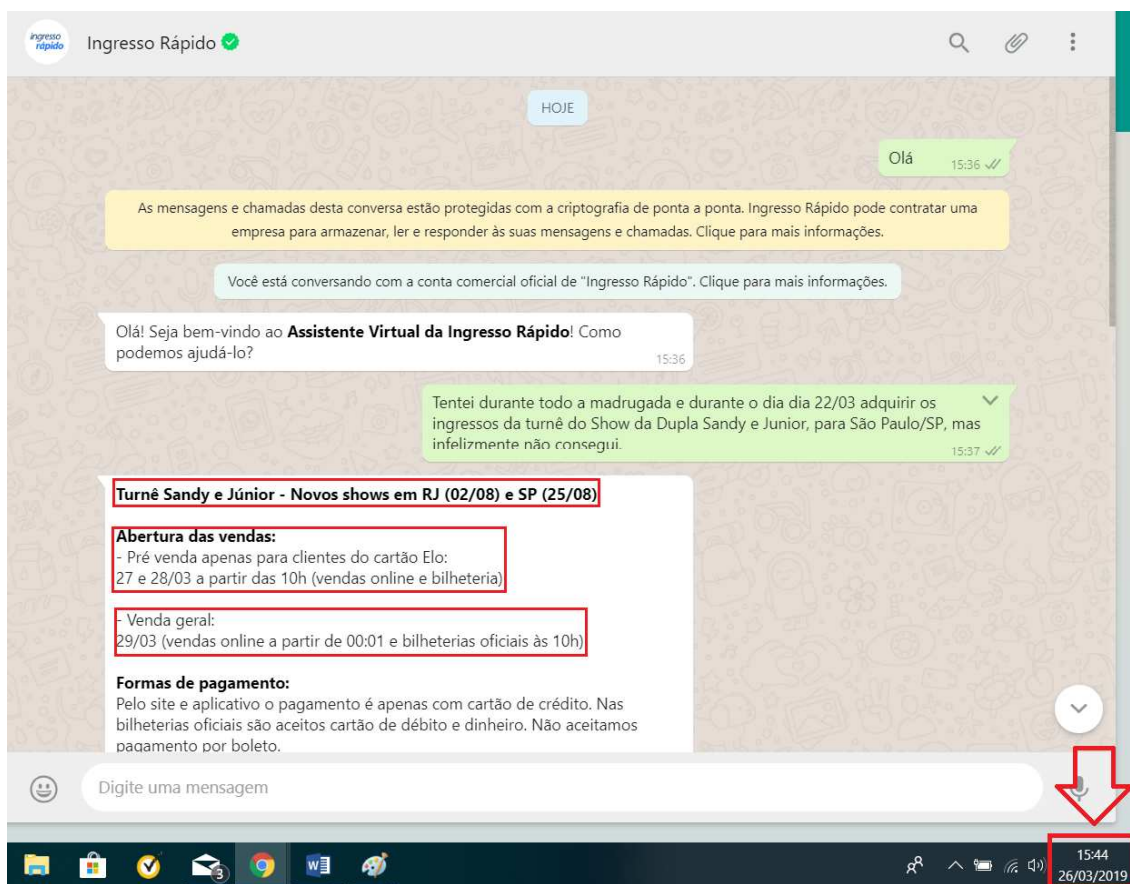 ingresso
rápido
Ingresso Rápido
HOJE
Olá
15:36
As mensagens e chamadas desta conversa estão protegidas com a criptografia de ponta a ponta. Ingresso Rápido pode contratar uma
empresa para armazenar, ler e responder às suas mensagens e chamadas. Clique para mais informações.
Você está conversando com a conta comercial oficial de "Ingresso Rápido". Clique para mais informações.
Olá! Seja bem-vindo ao Assistente Virtual da Ingresso Rápido! Como
podemos ajudá-lo?
15:36
Tentei durante todo a madrugada e durante o dia dia 22/03 adquirir os
ingressos da turnê do Show da Dupla Sandy e Junior, para São Paulo/SP, mas
infelizmente não consegui.
15:37
Turnê Sandy e Júnior - Novos shows em RJ (02/08) e SP (25/08)
Abertura das vendas:
- Pré venda apenas para clientes do cartão Elo:
27 e 28/03 a partir das 10h (vendas online e bilheteria)
- Venda geral:
29/03 (vendas online a partir de 00:01 e bilheterias oficiais às 10h)
Formas de pagamento:
Pelo site e aplicativo o pagamento é apenas com cartão de crédito. Nas
bilheterias oficiais são aceitos cartão de débito e dinheiro. Não aceitamos
pagamento por boleto.
Digite uma mensagem
3
W
15:44
26/03/2019